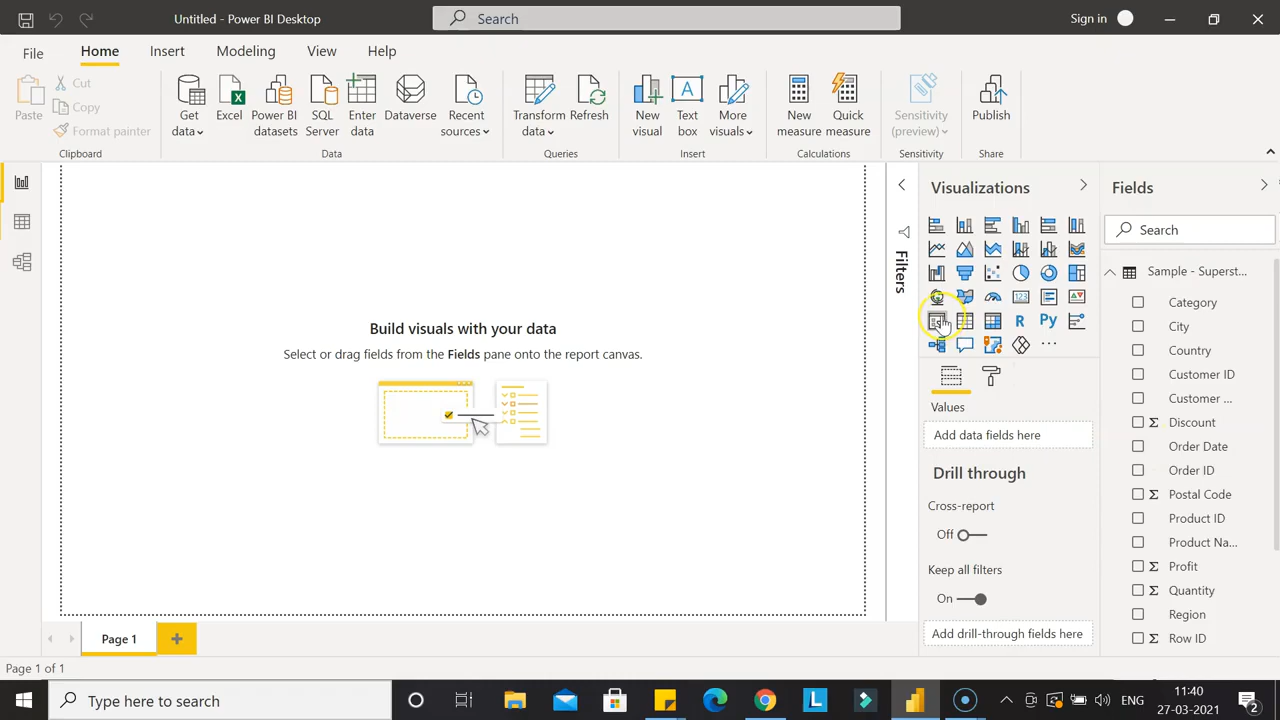 Untitled - Power BI Desktop
Search
Sign in
File
Home
Insert
Modeling
View
Help
Paste
Cut
Copy
Format painter
Clipboard
Get data
Excel
Power BI datasets
SQL Server
Enter data
Dataverse
Recent sources
Data
Transform data
Refresh
Queries
New visual
A
Text box
More visuals
Insert
New measure
Quick measure
Calculations
Sensitivity (preview)
Sensitivity
Publish
Share
Build visuals with your data
Select or drag fields from the Fields pane onto the report canvas.
Filters
Visualizations
123
R
Py
Values
Add data fields here
Drill through
Cross-report
Off
Keep all filters
On
Add drill-through fields here
Fields
Search
Sample - Superst...
Category
City
Country
Customer ID
Customer ...
Σ Discount
Order Date
Order ID
Σ Postal Code
Product ID
Product Na...
Σ Profit
Σ Quantity
Region
Σ Row ID
Page 1
Page 1 of 1
Type here to search
L
ENG
11:40
27-03-2021
2